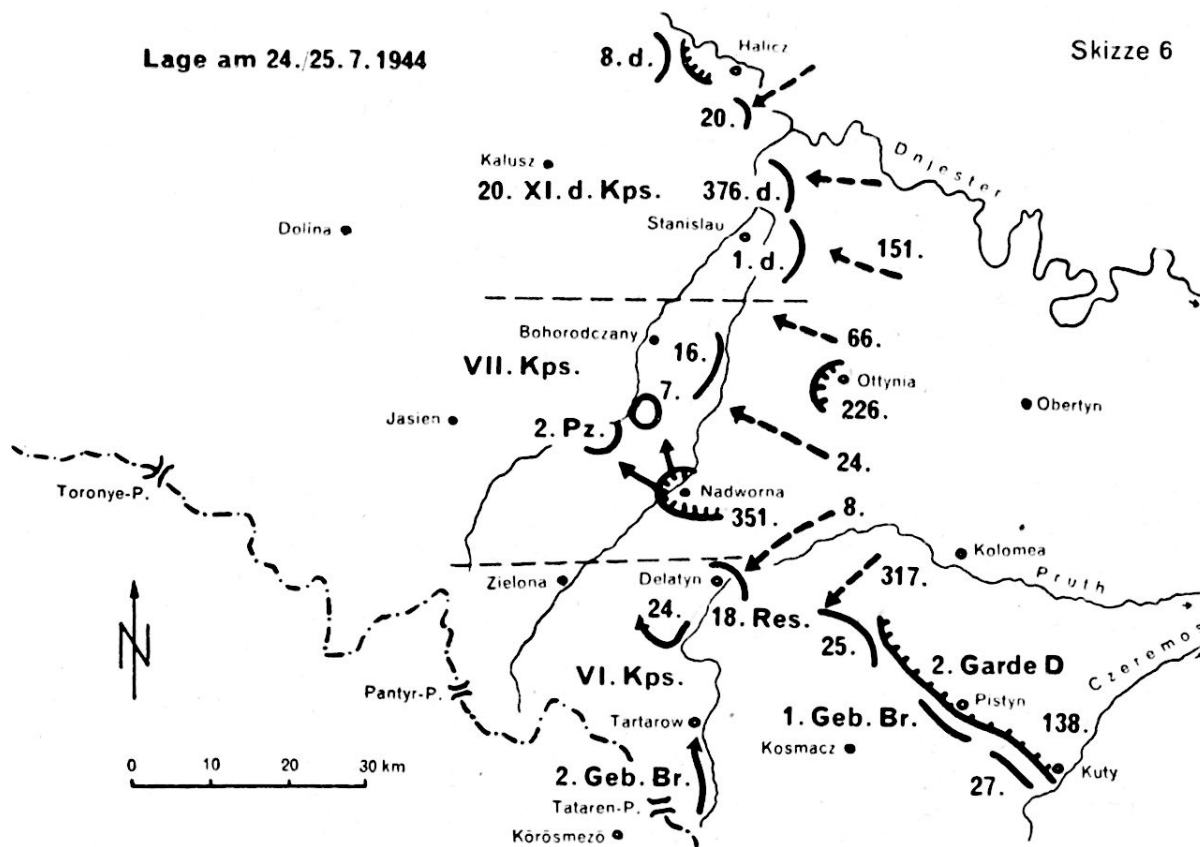 Lage am 24./25.7.1944
8. d.
Halicz
Skizze 6
20.
Dnjester
Kalusz
20. XI. d. Kps.
376. d.
Dolina
Stanislau
1. d.
151.
Bohorodczany
66.
VII. Kps.
16.
Ottynia
7.
226.
Obertyn
Jasien
2. Pz.
24.
Toronye-P.
Nadworna
351.
8.
Kolomea
Zielona
Delatyn
317.
Pruth
24.
18. Res.
25.
N
VI. Kps.
2. Garde D
Czeremos
Pantyr-P.
Pistyn
Tartarow
1. Geb. Br.
138.
Kosmacz
0 10 20 30 km
2. Geb. Br.
27.
Kuty
Tataren-P.
Körösmezö